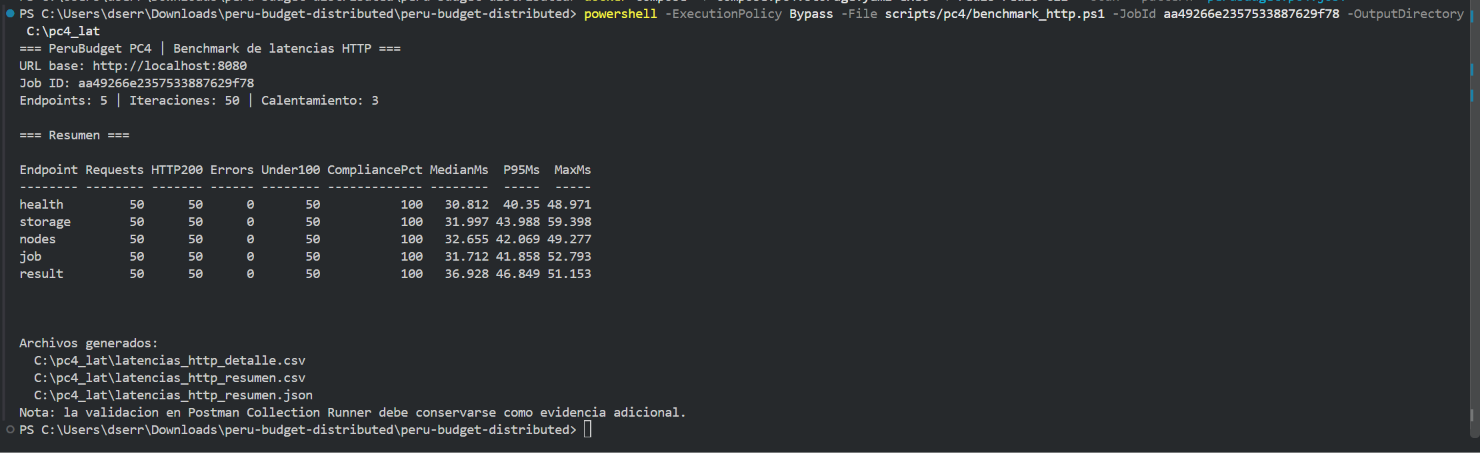 PS C:\Users\dserr\Downloads\peru-budget-distributed\peru-budget-distributed> powershell -ExecutionPolicy Bypass -File scripts/pc4/benchmark_http.ps1 -JobId aa49266e2357533887629f78 -OutputDirectory
C:\pc4_lat
=== PeruBudget PC4 | Benchmark de latencias HTTP ===
URL base: http://localhost:8080
Job ID: aa49266e2357533887629f78
Endpoints: 5 | Iteraciones: 50 | Calentamiento: 3
=== Resumen ===
Endpoint Requests HTTP200 Errors Under100 CompliancePct MedianMs P95Ms MaxMs
-------- -------- ------- ------ -------- ------------- -------- ----- -----
health 50 50 0 50 100 30.812 40.35 48.971
storage 50 50 0 50 100 31.997 43.988 59.398
nodes 50 50 0 50 100 32.655 42.069 49.277
job 50 50 0 50 100 31.712 41.858 52.793
result 50 50 0 50 100 36.928 46.849 51.153
Archivos generados:
C:\pc4_lat\latencias_http_detalle.csv
C:\pc4_lat\latencias_http_resumen.csv
C:\pc4_lat\latencias_http_resumen.json
Nota: la validacion en Postman Collection Runner debe conservarse como evidencia adicional.
PS C:\Users\dserr\Downloads\peru-budget-distributed\peru-budget-distributed>